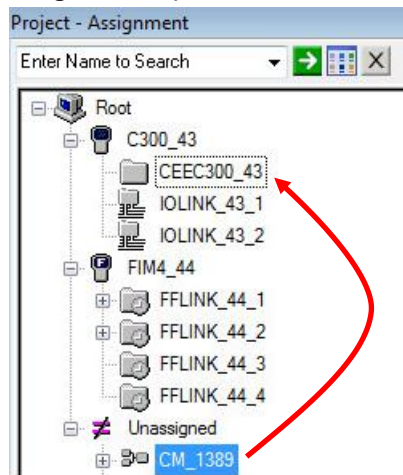 Project - Assignment
Enter Name to Search
Root
C300_43
CEEC300_43
IOLINK_43_1
IOLINK_43_2
FIM4_44
FFLINK_44_1
FFLINK_44_2
FFLINK_44_3
FFLINK_44_4
Unassigned
CM_1389